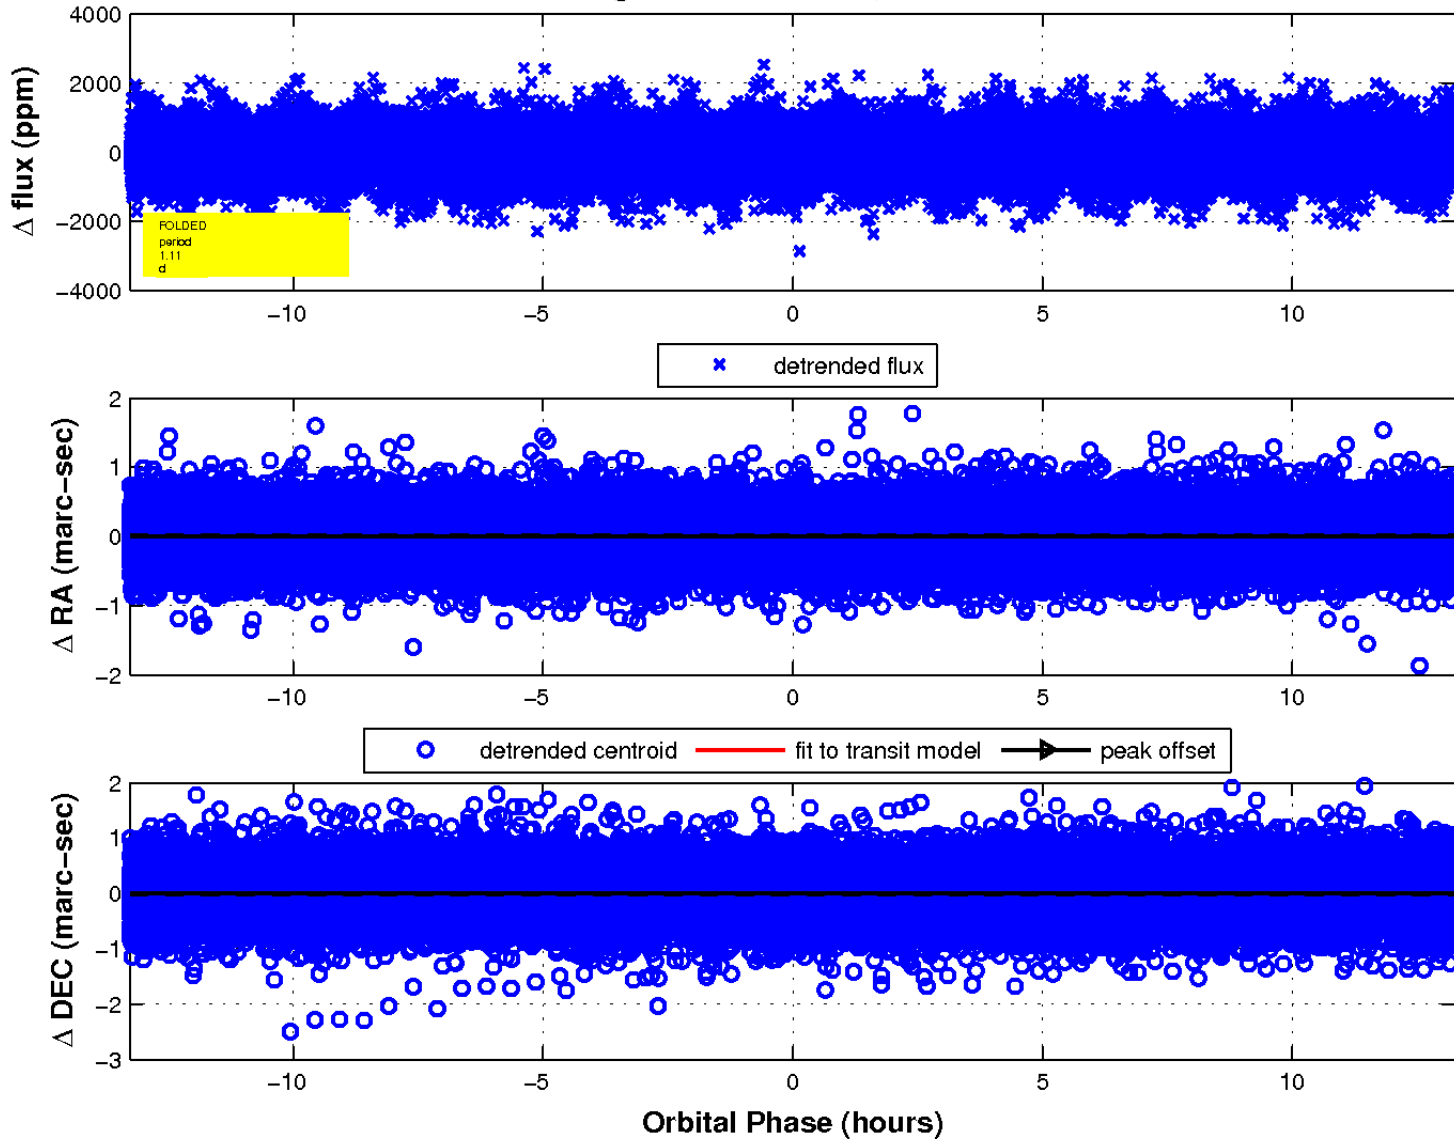 4000
2000
0
−2000
−4000
Δ flux (ppm)
FOLDED
period
1.11
d
−10
−5
0
5
10
detrended flux
2
1
0
−1
−2
Δ RA (marc−sec)
−10
−5
0
5
10
detrended centroid
fit to transit model
peak offset
2
1
0
−1
−2
−3
Δ DEC (marc−sec)
−10
−5
0
5
10
Orbital Phase (hours)